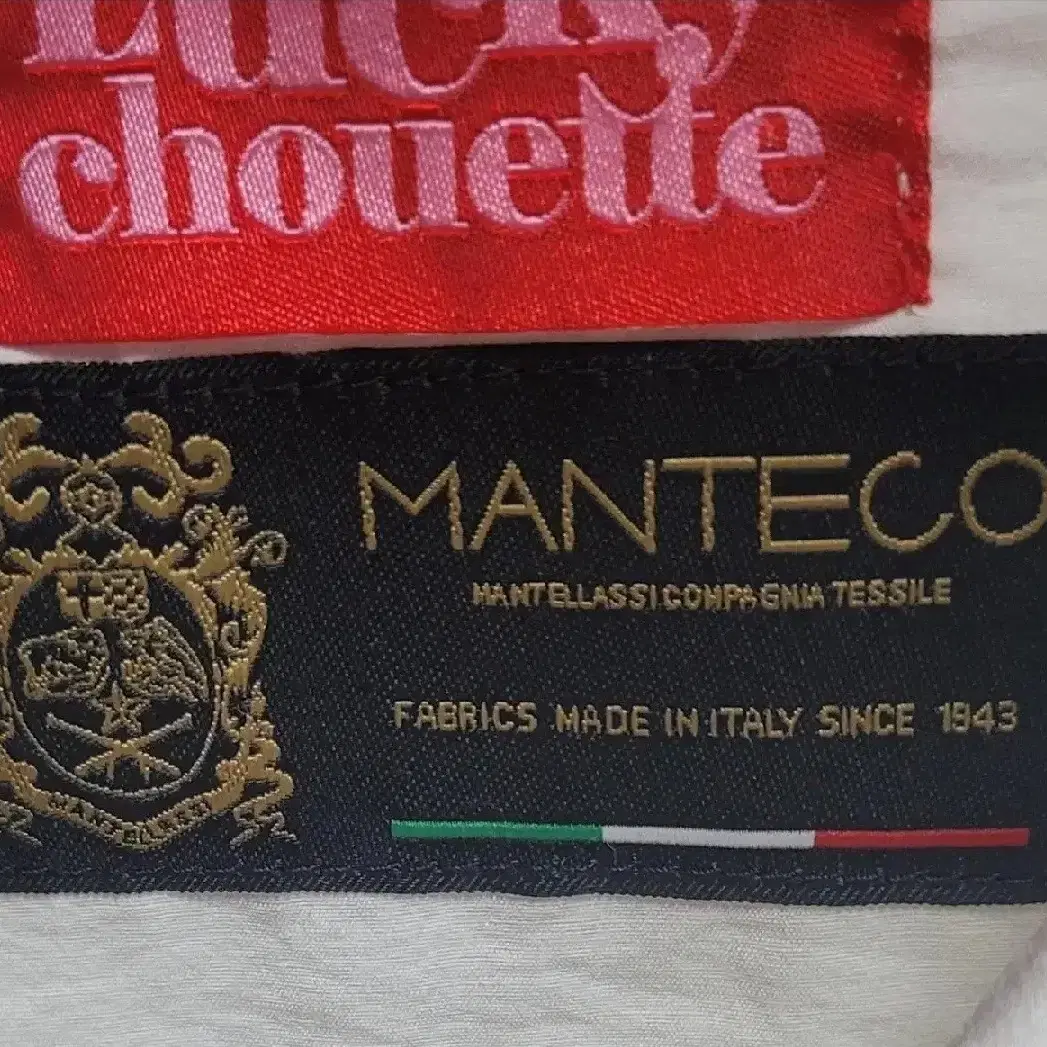 Lucky
chouette
MANTECO
MANTELLASSI COMPAGNIA TESSILE
FABRICS MADE IN ITALY SINCE 1943